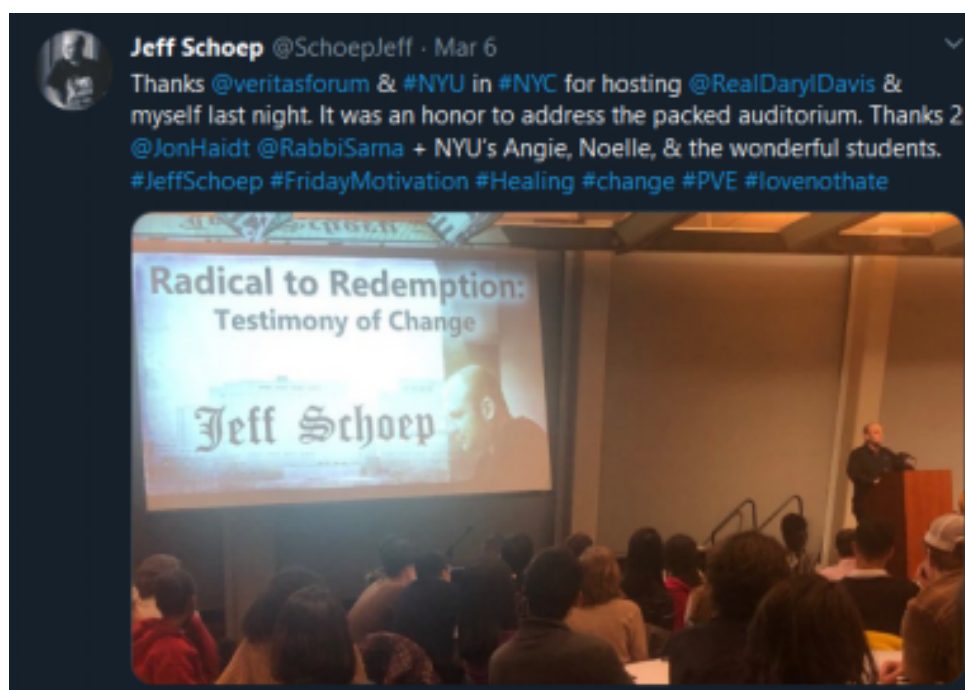 Jeff Schoep @SchoepJeff · Mar 6
Thanks @veritasforum & #NYU in #NYC for hosting @RealDarylDavis &
myself last night. It was an honor to address the packed auditorium. Thanks 2
@JonHaidt @RabbiSarna + NYU's Angie, Noelle, & the wonderful students.
#JeffSchoep #FridayMotivation #Healing #change #PVE #lovenothate
Schoep
Radical to Redemption:
Testimony of Change
Jeff Schoep